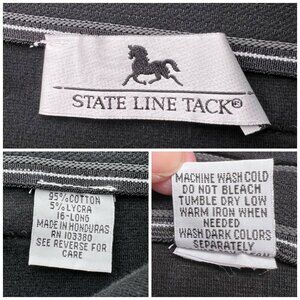 STATE LINE TACK®
95% COTTON
5% LYCRA
16-LONG
MADE IN HONDURAS
RN 103380
SEE REVERSE FOR
CARE
MACHINE WASH COLD
DO NOT BLEACH
TUMBLE DRY LOW
WARM IRON WHEN
NEEDED
WASH DARK COLORS
SEPARATELY